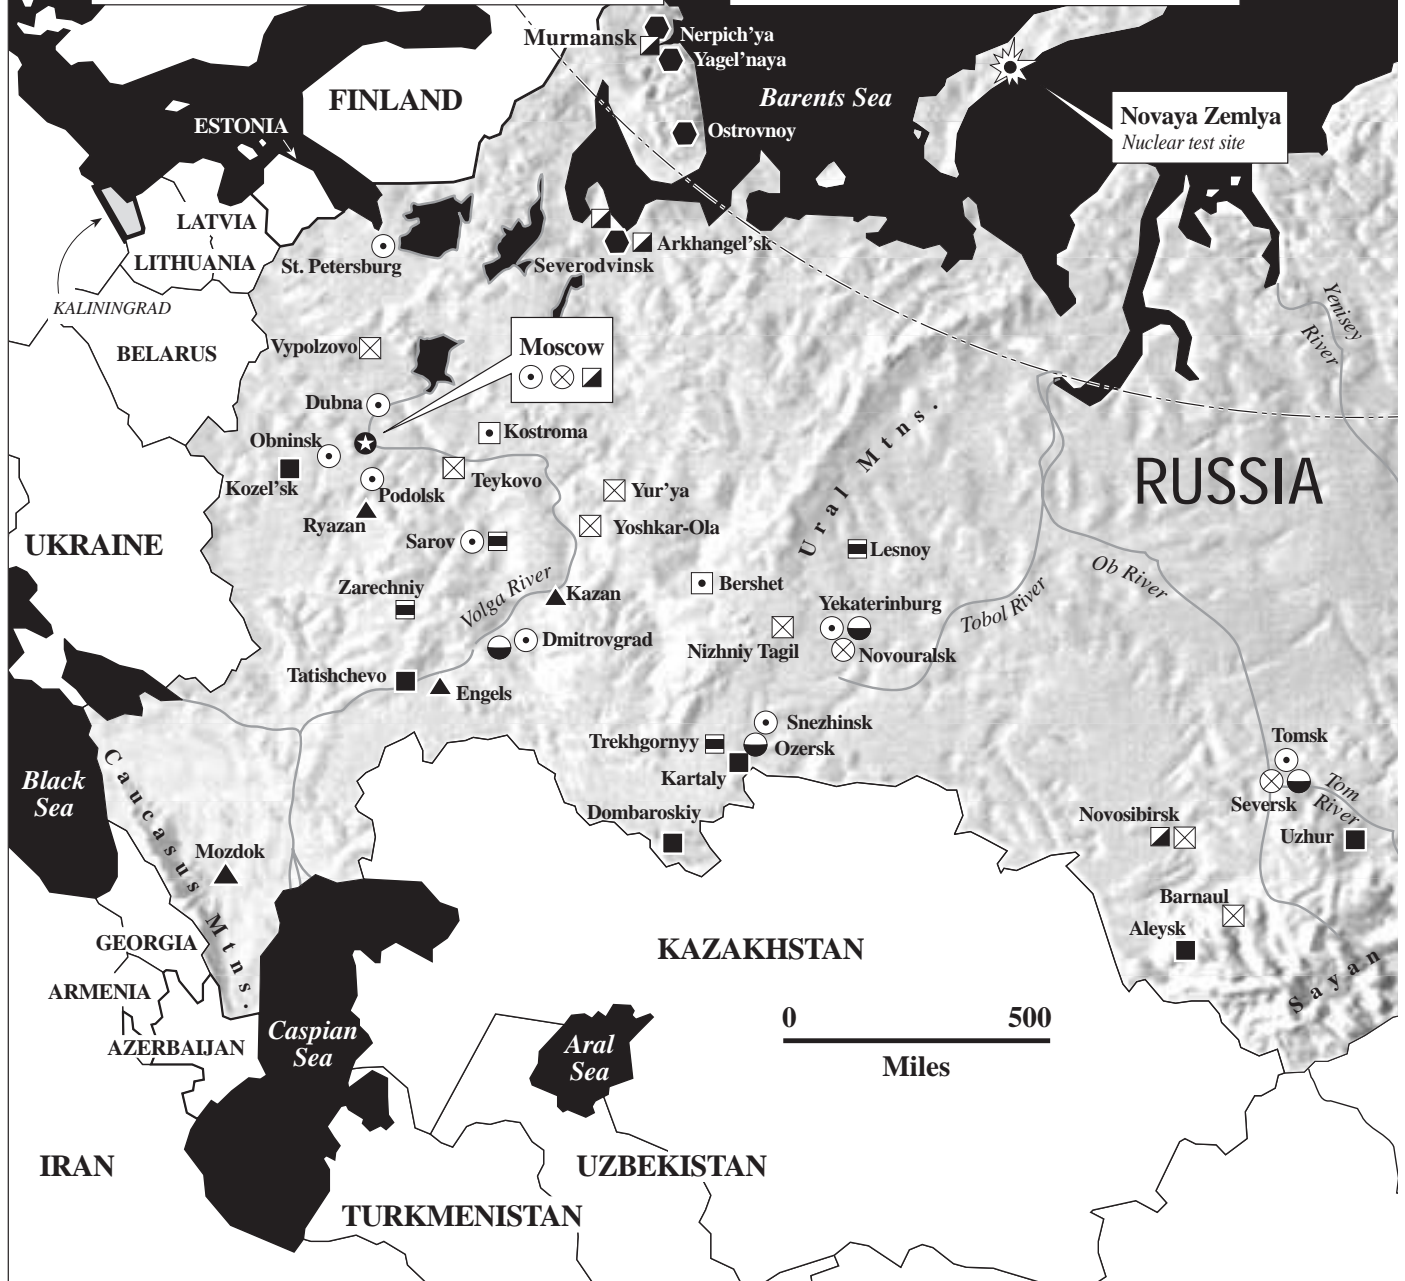 Murmansk
Nerpich'ya
Yagel'naya
FINLAND
Barents Sea
Novaya Zemlya
Nuclear test site
ESTONIA
Ostrovnoy
LATVIA
LITHUANIA
St. Petersburg
Arkhangel'sk
Severodvinsk
KALININGRAD
Yenisey
River
BELARUS
Vypolzovo
Moscow
Dubna
Ural Mtns.
Obninsk
Kostroma
RUSSIA
Kozel'sk
Podolsk
Teykovo
Yur'ya
Ryazan
Yoshkar-Ola
UKRAINE
Sarov
Lesnoy
Ob River
Zarechniy
Volga River
Kazan
Bershet
Yekaterinburg
Tobol River
Dmitrovgrad
Nizhniy Tagil
Novouralsk
Tatishchevo
Engels
Snezhinsk
Trekhgornyy
Ozersk
Tomsk
Black
Sea
Caucasus Mtns.
Kartaly
Seversk
Tom
River
Dombaroskiy
Novosibirsk
Uzhur
Mozdok
Barnaul
Aleysk
GEORGIA
KAZAKHSTAN
Sayan
ARMENIA
AZERBAIJAN
Caspian
Sea
Aral
Sea
0 500
Miles
IRAN
UZBEKISTAN
TURKMENISTAN